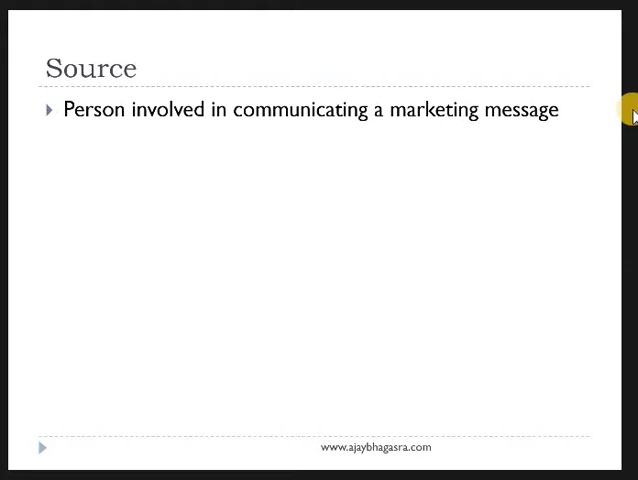 Source
Person involved in communicating a marketing message
www.ajaybhagasra.com